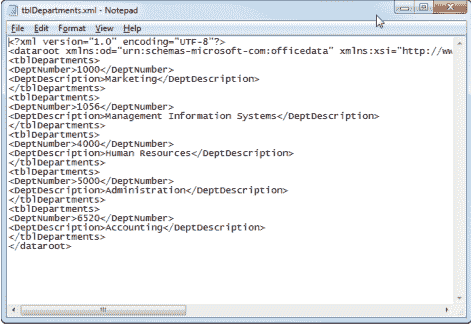 tblDepartments.xml - Notepad
File Edit Format View Help
<?xml version="1.0" encoding="UTF-8"?>
<dataroot xmlns:od="urn:schemas-microsoft-com:officedata" xmlns:xsi="http://ww
<tblDepartments>
<DeptNumber>1000</DeptNumber>
<DeptDescription>Marketing</DeptDescription>
</tblDepartments>
<tblDepartments>
<DeptNumber>1056</DeptNumber>
<DeptDescription>Management Information Systems</DeptDescription>
</tblDepartments>
<tblDepartments>
<DeptNumber>4000</DeptNumber>
<DeptDescription>Human Resources</DeptDescription>
</tblDepartments>
<tblDepartments>
<DeptNumber>5000</DeptNumber>
<DeptDescription>Administration</DeptDescription>
</tblDepartments>
<tblDepartments>
<DeptNumber>6520</DeptNumber>
<DeptDescription>Accounting</DeptDescription>
</tblDepartments>
</dataroot>